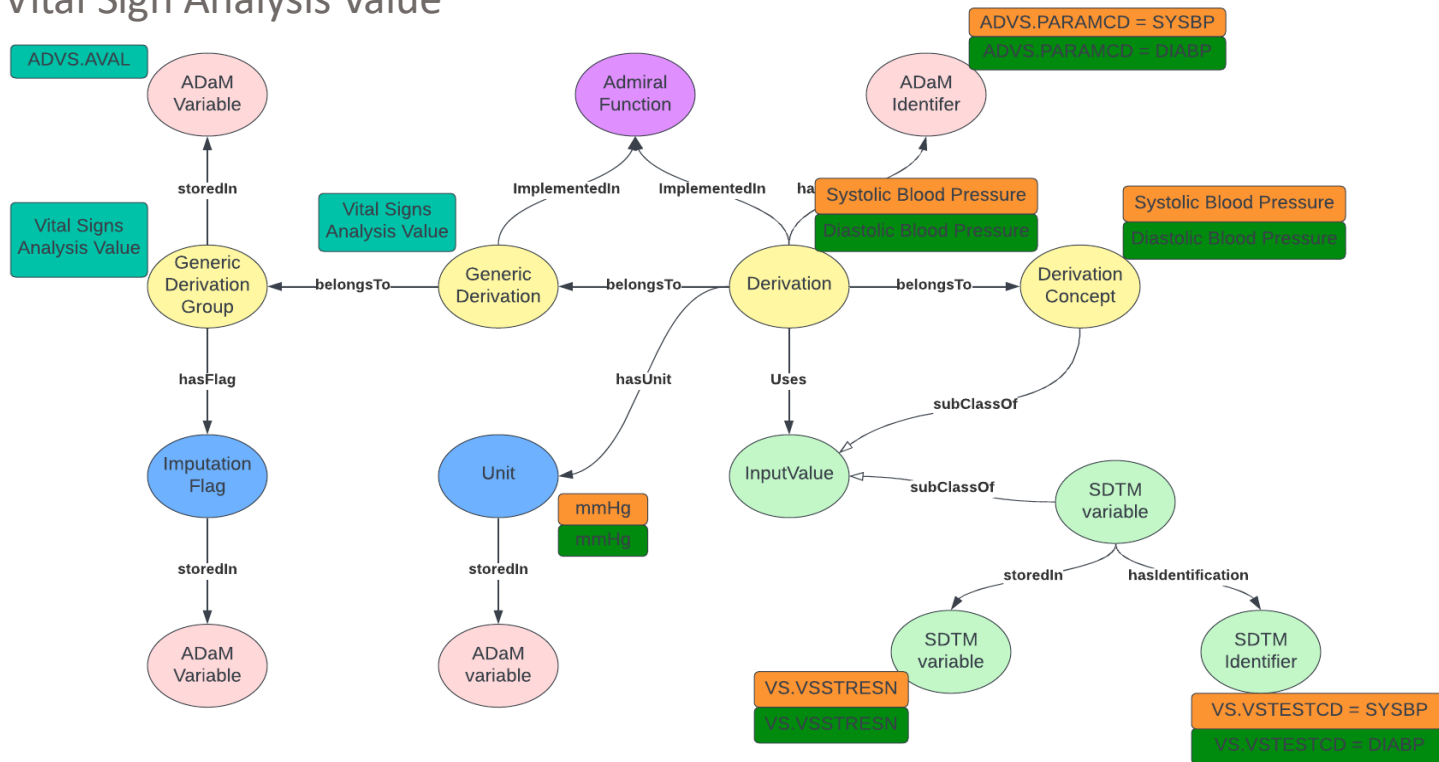 Vital Sign Analysis Value
ADVS.PARAMCD = SYSBP
ADVS.PARAMCD = DIABP
ADVS.AVAL
ADaM
Variable
Admiral
Function
ADaM
Identifer
storedIn
ImplementedIn
ImplementedIn
ha
Systolic Blood Pressure
Diastolic Blood Pressure
Systolic Blood Pressure
Diastolic Blood Pressure
Vital Signs
Analysis Value
Vital Signs
Analysis Value
Generic
Derivation
Group
belongsTo
Generic
Derivation
belongsTo
Derivation
belongsTo
Derivation
Concept
hasFlag
hasUnit
Uses
subClassOf
Imputation
Flag
Unit
InputValue
subClassOf
SDTM
variable
mmHg
mmHg
storedIn
storedIn
storedIn
hasIdentification
ADaM
Variable
ADaM
variable
SDTM
variable
SDTM
Identifier
VS.VSSTRESN
VS.VSSTRESN
VS.VSTESTCD = SYSBP
VS.VSTESTCD = DIABP